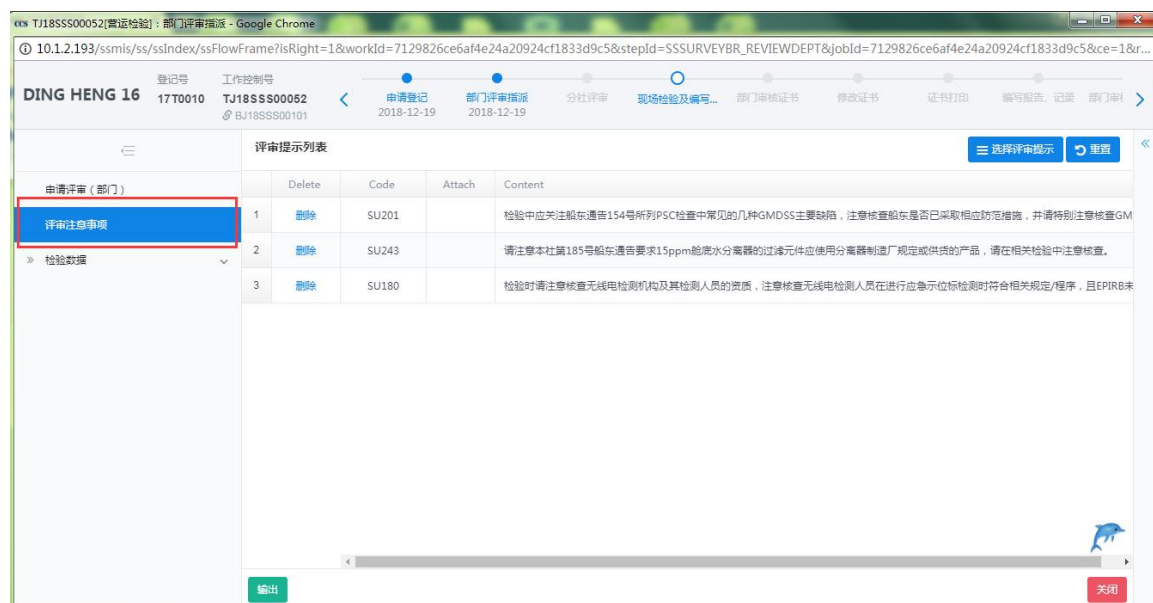 CCS TJ18SSS00052[营运检验]：部门评审指派 - Google Chrome
10.1.2.193/ssmis/ss/ssIndex/ssFlowFrame?isRight=1&workId=7129826ce6af4e24a20924cf1833d9c5&stepId=SSSURVEYBR_REVIEWDEPT&jobId=7129826ce6af4e24a20924cf1833d9c5&ce=1&r...
DING HENG 16
登记号
17T0010
工作控制号
TJ18SSS00052
BJ18SSS00101
申请登记
2018-12-19
部门评审指派
2018-12-19
分社评审
现场检验及编写...
部门审核证书
修改证书
证书打印
编写报告、记录
部门审
评审提示列表
选择评审提示
重置
申请评审（部门）
评审注意事项
检验数据
Delete Code Attach Content
1 删除 SU201 检验中应关注船东通告154号所列PSC检查中常见的几种GMDSS主要缺陷，注意核查船东是否已采取相应防范措施，并请特别注意核查GM
2 删除 SU243 请注意本社第185号船东通告要求15ppm舱底水分离器的过滤元件应使用分离器制造厂规定或供货的产品，请在相关检验中注意核查。
3 删除 SU180 检验时请注意核查无线电检测机构及其检测人员的资质，注意核查无线电检测人员在进行应急示位标检测时符合相关规定/程序，且EPIRB未
输出
关闭